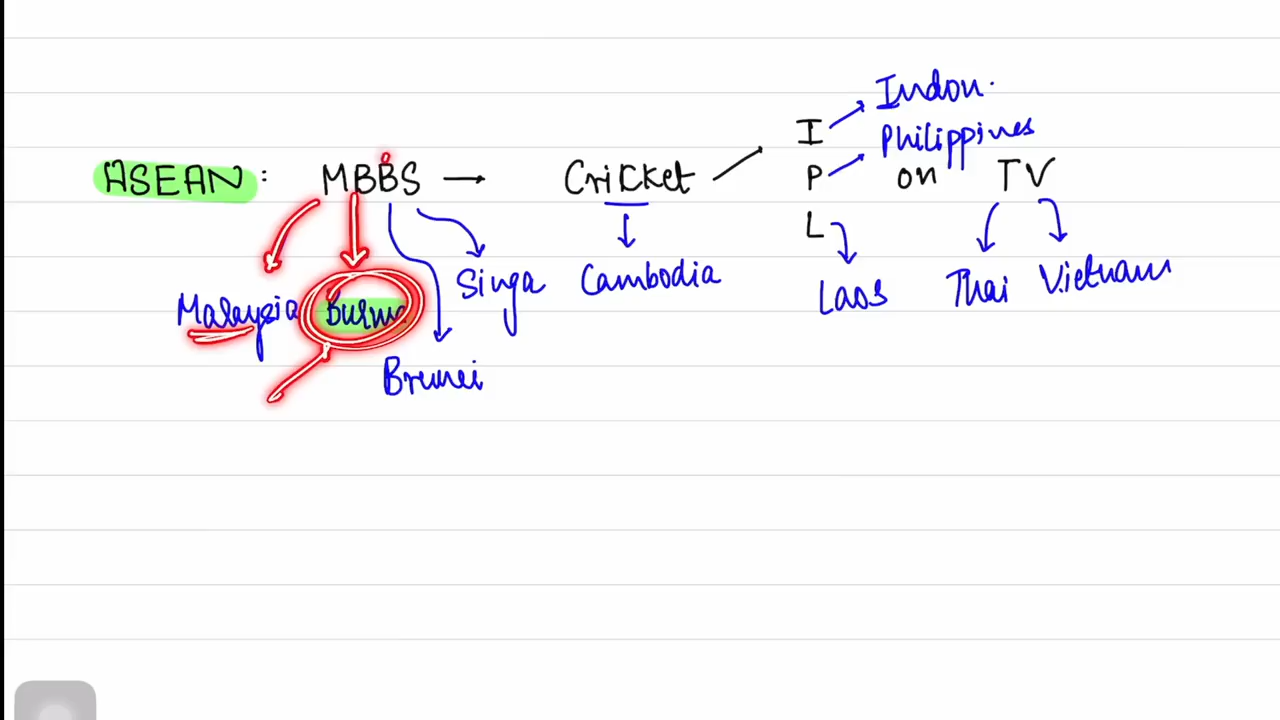 Indon.
I Philippines
ASEAN : MBBS → Cricket P on TV
L
Malaysia Burma Singa Cambodia Laos Thai Vietnam
Brunei